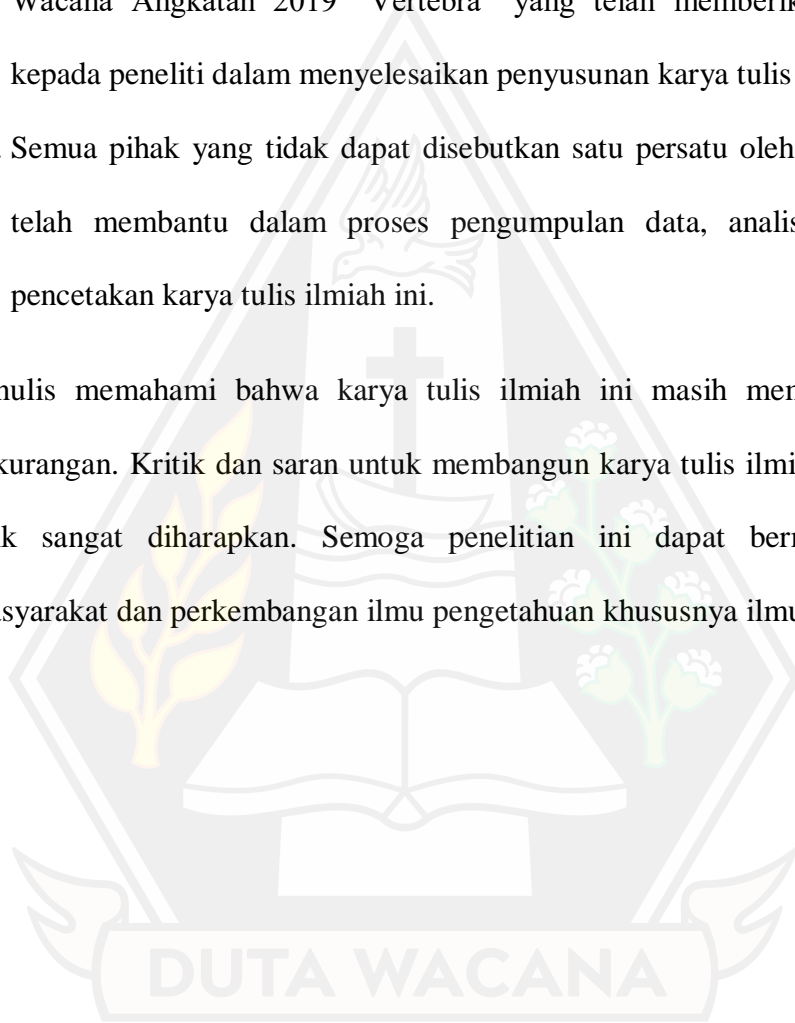 Wacana Angkatan 2019 Vertebra yang telah memberik
kepada peneliti dalam menyelesaikan penyusunan karya tulis
Semua pihak yang tidak dapat disebutkan satu persatu oleh
telah membantu dalam proses pengumpulan data, analis
pencetakan karya tulis ilmiah ini.
nulis memahami bahwa karya tulis ilmiah ini masih mem
kurangan. Kritik dan saran untuk membangun karya tulis ilmi
k sangat diharapkan. Semoga penelitian ini dapat ber
syarakat dan perkembangan ilmu pengetahuan khususnya ilmu
DUTA WACANA